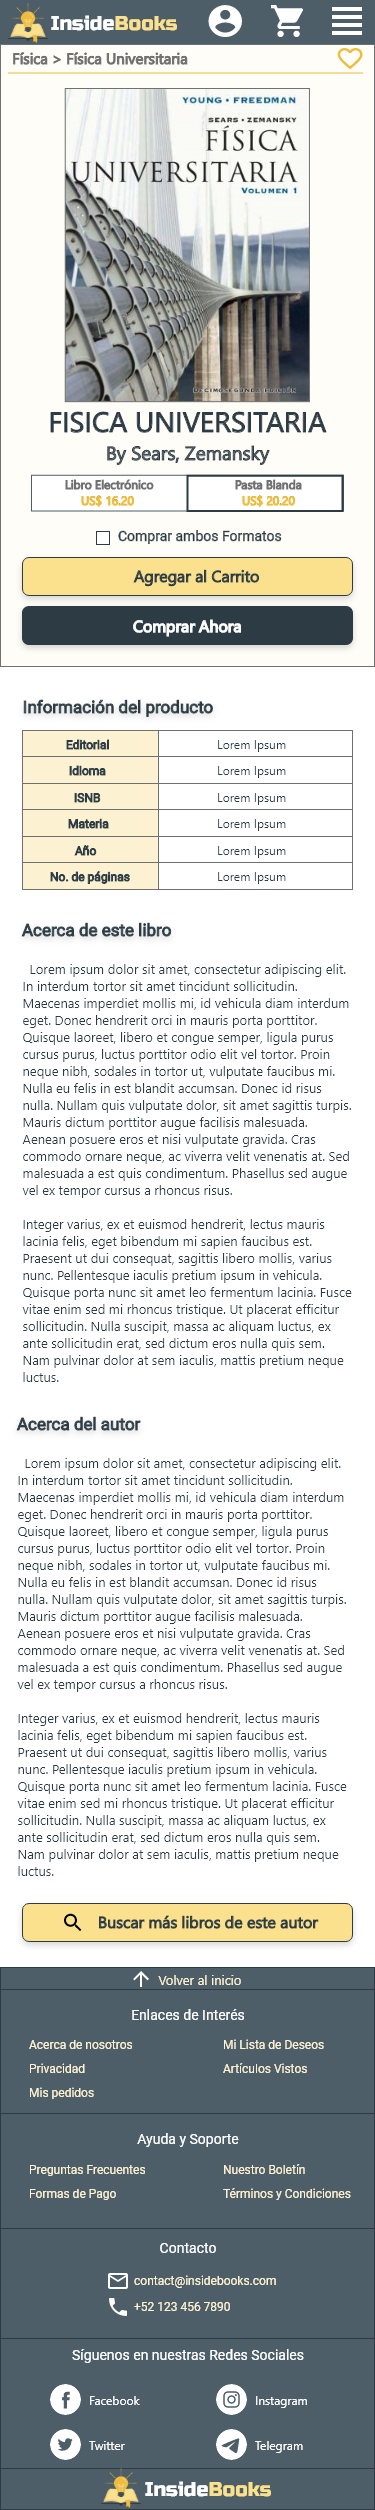 InsideBooks
Física > Física Universitaria
YOUNG • FREEDMAN
SEARS • ZEMANSKY
FÍSICA
UNIVERSITARIA
VOLUMEN 1
DECIMOSEGUNDA EDICIÓN
FISICA UNIVERSITARIA
By Sears, Zemansky
Libro Electrónico Pasta Blanda
US$ 16.20 US$ 20.20
Comprar ambos Formatos
Agregar al Carrito
Comprar Ahora
Información del producto
Editorial Lorem Ipsum
Idioma Lorem Ipsum
ISNB Lorem Ipsum
Materia Lorem Ipsum
Año Lorem Ipsum
No. de páginas Lorem Ipsum
Acerca de este libro
Lorem ipsum dolor sit amet, consectetur adipiscing elit.
In interdum tortor sit amet tincidunt sollicitudin.
Maecenas imperdiet mollis mi, id vehicula diam interdum
eget. Donec hendrerit orci in mauris porta porttitor.
Quisque laoreet, libero et congue semper, ligula purus
cursus purus, luctus porttitor odio elit vel tortor. Proin
neque nibh, sodales in tortor ut, vulputate faucibus mi.
Nulla eu felis in est blandit accumsan. Donec id risus
nulla. Nullam quis vulputate dolor, sit amet sagittis turpis.
Mauris dictum porttitor augue facilisis malesuada.
Aenean posuere eros et nisi vulputate gravida. Cras
commodo ornare neque, ac viverra velit venenatis at. Sed
malesuada a est quis condimentum. Phasellus sed augue
vel ex tempor cursus a rhoncus risus.
Integer varius, ex et euismod hendrerit, lectus mauris
lacinia felis, eget bibendum mi sapien faucibus est.
Praesent ut dui consequat, sagittis libero mollis, varius
nunc. Pellentesque iaculis pretium ipsum in vehicula.
Quisque porta nunc sit amet leo fermentum lacinia. Fusce
vitae enim sed mi rhoncus tristique. Ut placerat efficitur
sollicitudin. Nulla suscipit, massa ac aliquam luctus, ex
ante sollicitudin erat, sed dictum eros nulla quis sem.
Nam pulvinar dolor at sem iaculis, mattis pretium neque
luctus.
Acerca del autor
Lorem ipsum dolor sit amet, consectetur adipiscing elit.
In interdum tortor sit amet tincidunt sollicitudin.
Maecenas imperdiet mollis mi, id vehicula diam interdum
eget. Donec hendrerit orci in mauris porta porttitor.
Quisque laoreet, libero et congue semper, ligula purus
cursus purus, luctus porttitor odio elit vel tortor. Proin
neque nibh, sodales in tortor ut, vulputate faucibus mi.
Nulla eu felis in est blandit accumsan. Donec id risus
nulla. Nullam quis vulputate dolor, sit amet sagittis turpis.
Mauris dictum porttitor augue facilisis malesuada.
Aenean posuere eros et nisi vulputate gravida. Cras
commodo ornare neque, ac viverra velit venenatis at. Sed
malesuada a est quis condimentum. Phasellus sed augue
vel ex tempor cursus a rhoncus risus.
Integer varius, ex et euismod hendrerit, lectus mauris
lacinia felis, eget bibendum mi sapien faucibus est.
Praesent ut dui consequat, sagittis libero mollis, varius
nunc. Pellentesque iaculis pretium ipsum in vehicula.
Quisque porta nunc sit amet leo fermentum lacinia. Fusce
vitae enim sed mi rhoncus tristique. Ut placerat efficitur
sollicitudin. Nulla suscipit, massa ac aliquam luctus, ex
ante sollicitudin erat, sed dictum eros nulla quis sem.
Nam pulvinar dolor at sem iaculis, mattis pretium neque
luctus.
Buscar más libros de este autor
Volver al inicio
Enlaces de Interés
Acerca de nosotros Mi Lista de Deseos
Privacidad Artículos Vistos
Mis pedidos
Ayuda y Soporte
Preguntas Frecuentes Nuestro Boletín
Formas de Pago Términos y Condiciones
Contacto
contact@insidebooks.com
+52 123 456 7890
Síguenos en nuestras Redes Sociales
Facebook Instagram
Twitter Telegram
InsideBooks